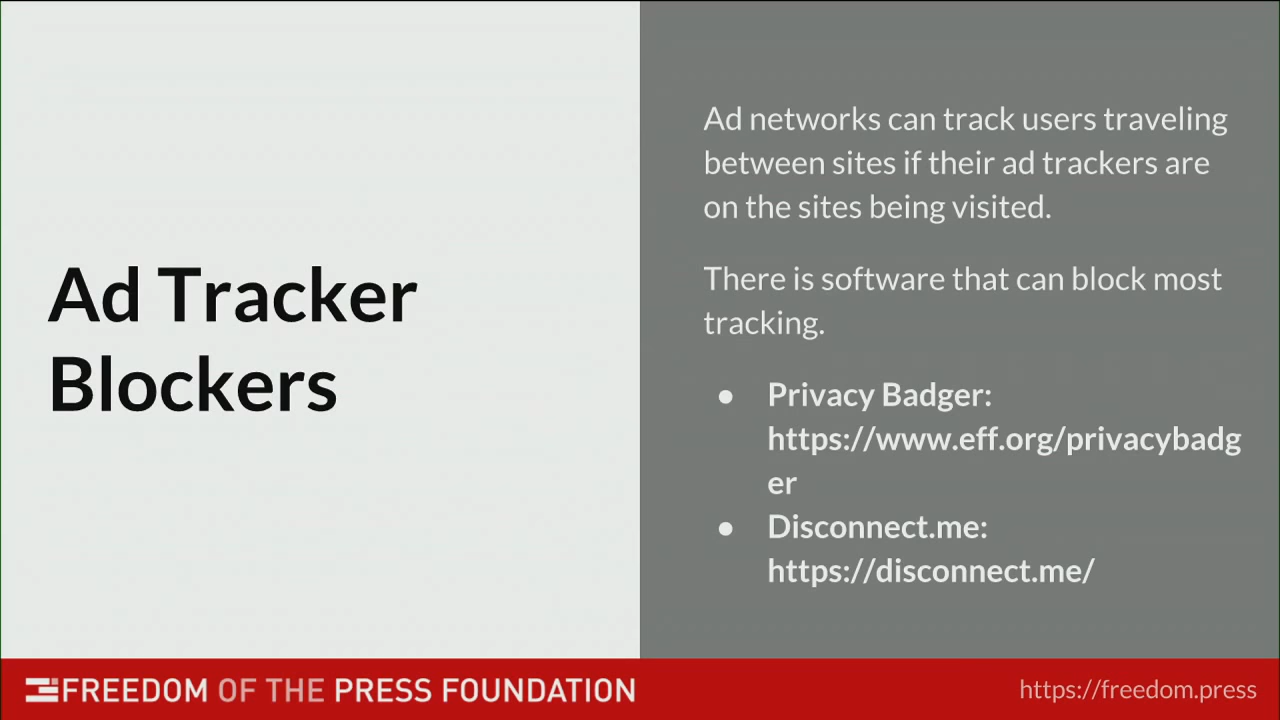 Ad Tracker
Blockers
Ad networks can track users traveling
between sites if their ad trackers are
on the sites being visited.
There is software that can block most
tracking.
● Privacy Badger:
https://www.eff.org/privacybadg
er
● Disconnect.me:
https://disconnect.me/
FREEDOM OF THE PRESS FOUNDATION
https://freedom.press